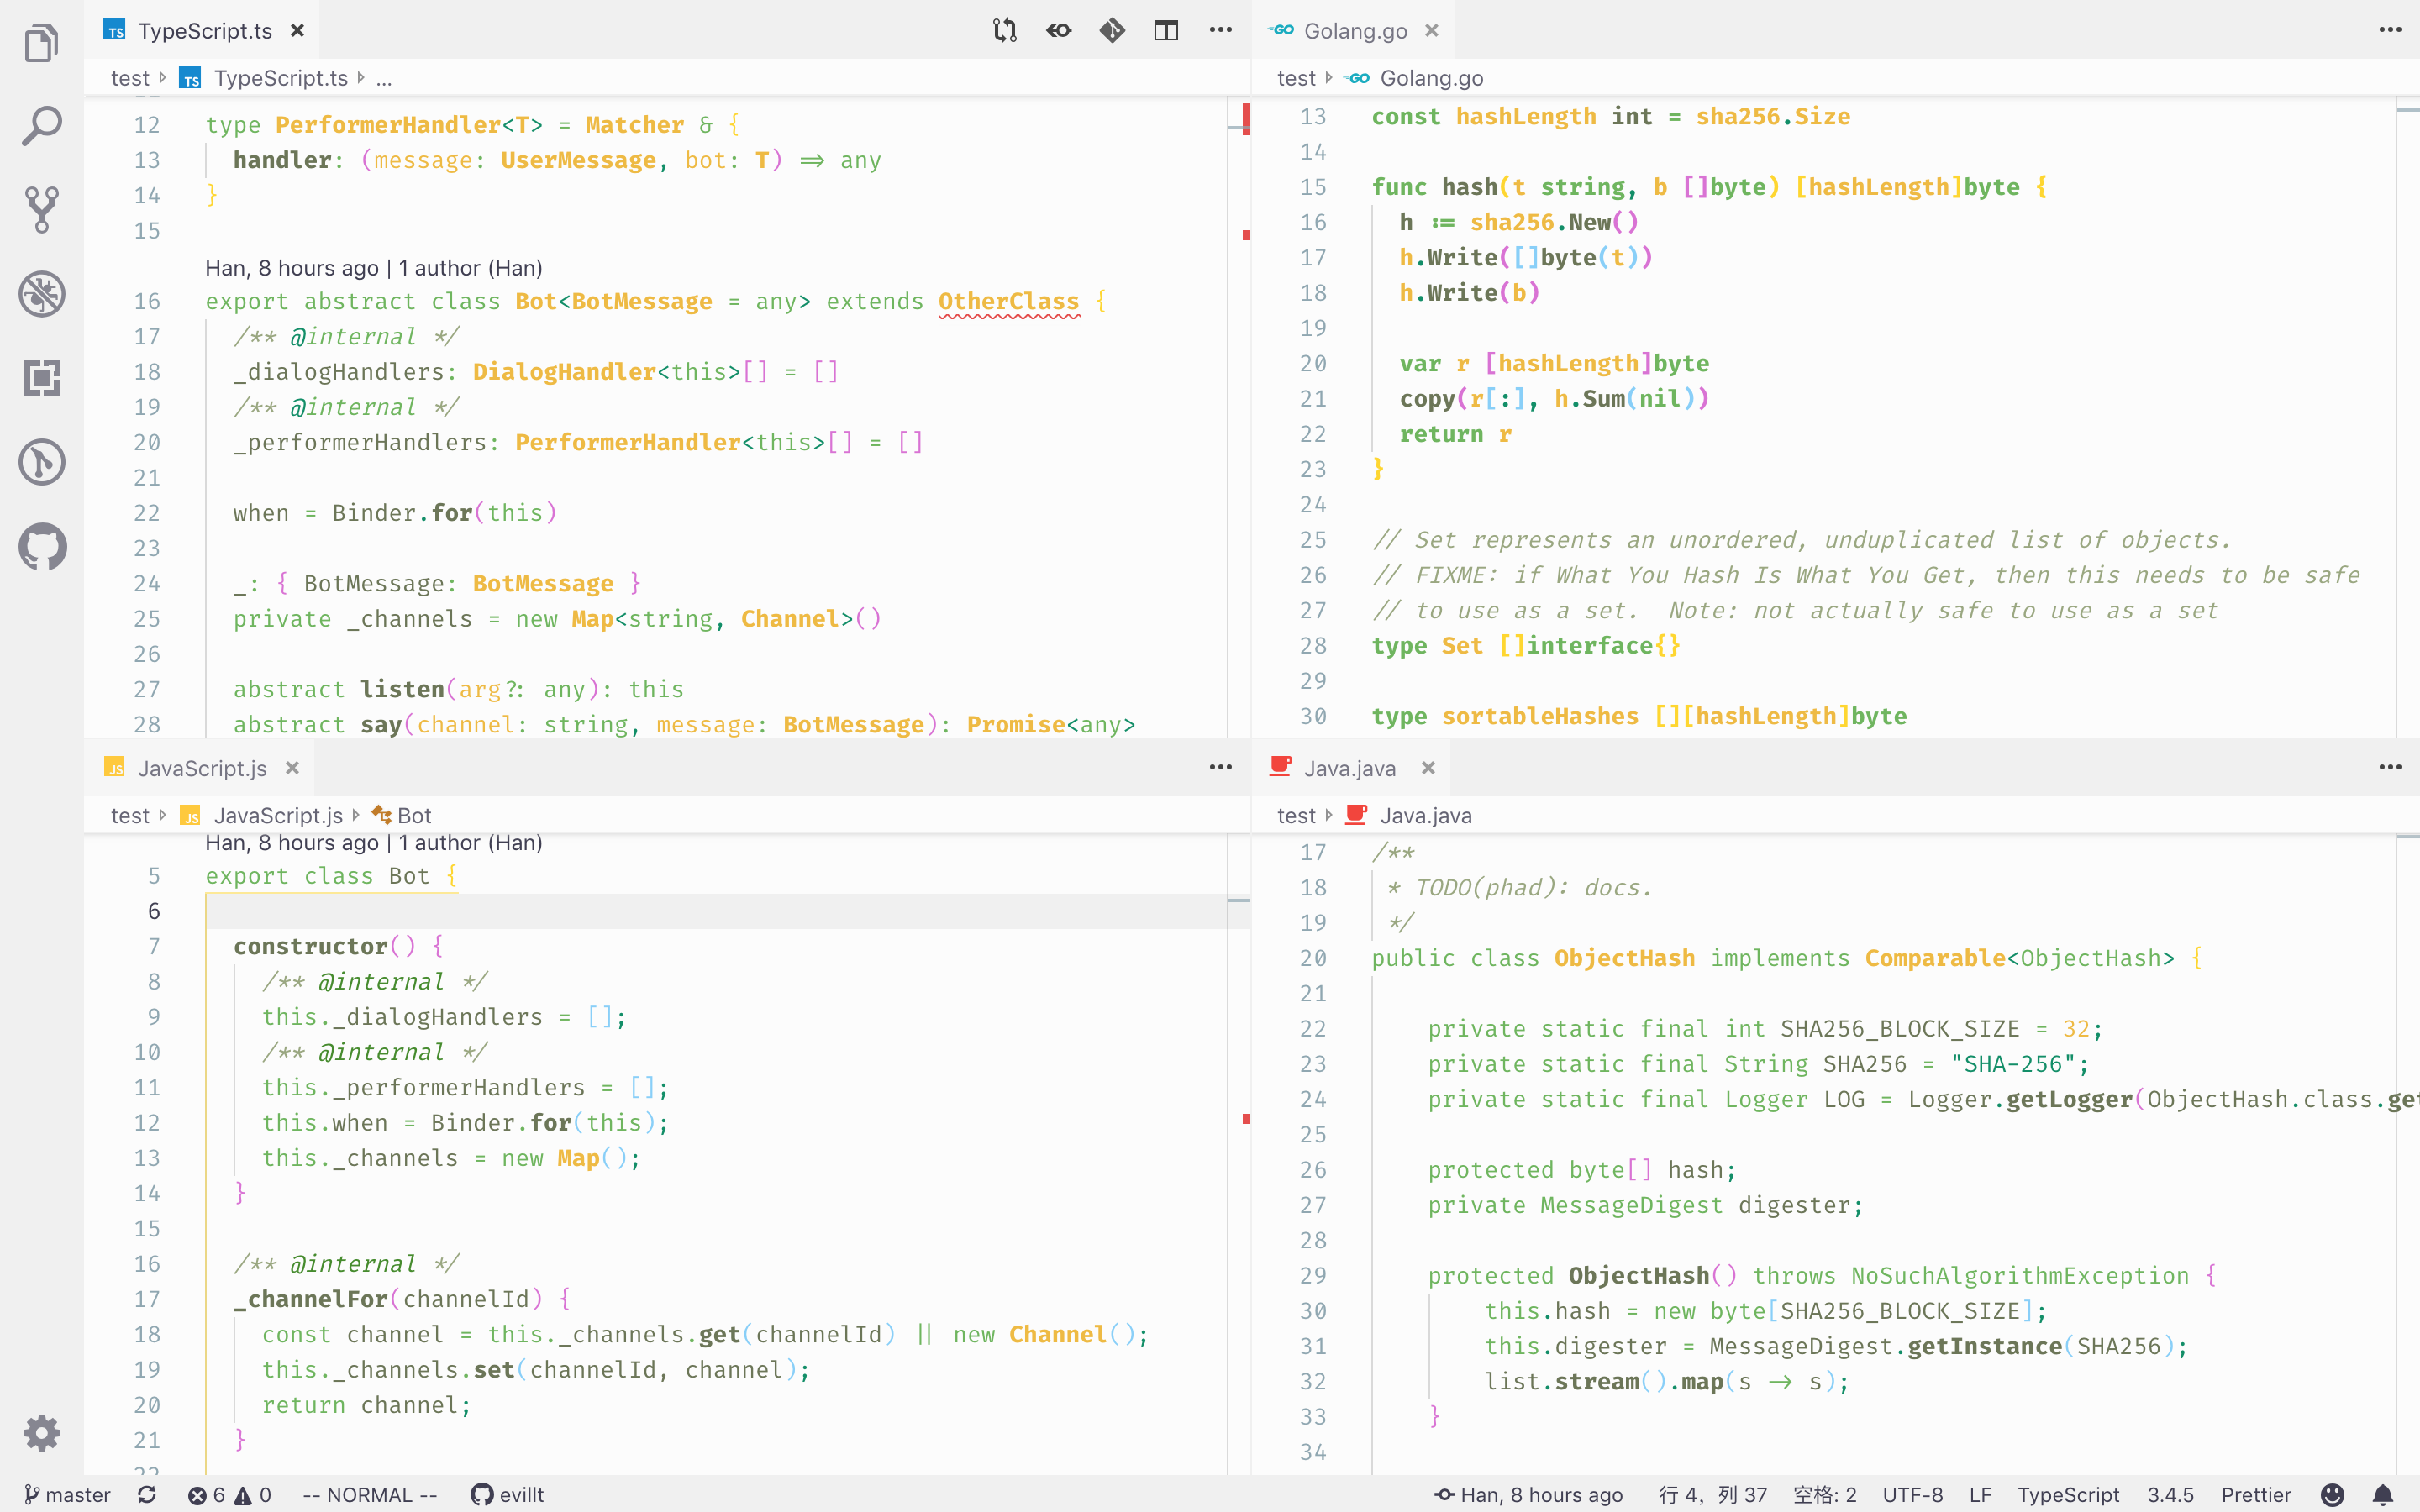 TypeScript.ts
test TypeScript.ts ...
12 type PerformerHandler<T> = Matcher & {
13 handler: (message: UserMessage, bot: T) => any
14 }
15
Han, 8 hours ago | 1 author (Han)
16 export abstract class Bot<BotMessage = any> extends OtherClass {
17 /** @internal */
18 _dialogHandlers: DialogHandler<this>[] = []
19 /** @internal */
20 _performerHandlers: PerformerHandler<this>[] = []
21
22 when = Binder.for(this)
23
24 _: { BotMessage: BotMessage }
25 private _channels = new Map<string, Channel>()
26
27 abstract listen(arg?: any): this
28 abstract say(channel: string, message: BotMessage): Promise<any>
Golang.go
test Golang.go
13 const hashLength int = sha256.Size
14
15 func hash(t string, b []byte) [hashLength]byte {
16 h := sha256.New()
17 h.Write([]byte(t))
18 h.Write(b)
19
20 var r [hashLength]byte
21 copy(r[:], h.Sum(nil))
22 return r
23 }
24
25 // Set represents an unordered, unduplicated list of objects.
26 // FIXME: if What You Hash Is What You Get, then this needs to be safe
27 // to use as a set.  Note: not actually safe to use as a set
28 type Set []interface{}
29
30 type sortableHashes [][hashLength]byte
JavaScript.js
test JavaScript.js Bot
Han, 8 hours ago | 1 author (Han)
5 export class Bot {
6
7 constructor() {
8 /** @internal */
9 this._dialogHandlers = [];
10 /** @internal */
11 this._performerHandlers = [];
12 this.when = Binder.for(this);
13 this._channels = new Map();
14 }
15
16 /** @internal */
17 _channelFor(channelId) {
18 const channel = this._channels.get(channelId) || new Channel();
19 this._channels.set(channelId, channel);
20 return channel;
21 }
Java.java
test Java.java
17 /**
18 * TODO(phad): docs.
19 */
20 public class ObjectHash implements Comparable<ObjectHash> {
21
22 private static final int SHA256_BLOCK_SIZE = 32;
23 private static final String SHA256 = "SHA-256";
24 private static final Logger LOG = Logger.getLogger(ObjectHash.class.get
25
26 protected byte[] hash;
27 private MessageDigest digester;
28
29 protected ObjectHash() throws NoSuchAlgorithmException {
30 this.hash = new byte[SHA256_BLOCK_SIZE];
31 this.digester = MessageDigest.getInstance(SHA256);
32 list.stream().map(s -> s);
33 }
34
master 6 0 -- NORMAL -- evillt Han, 8 hours ago 行 4, 列 37 空格: 2 UTF-8 LF TypeScript 3.4.5 Prettier